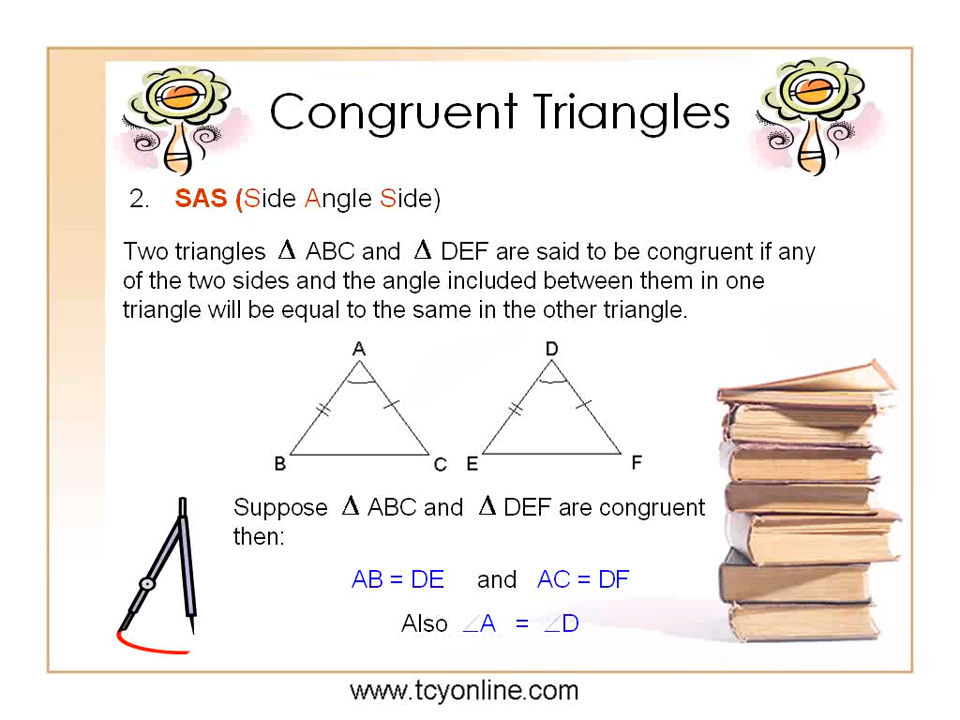 Congruent Triangles
2. SAS (Side Angle Side)
Two triangles Δ ABC and Δ DEF are said to be congruent if any
of the two sides and the angle included between them in one
triangle will be equal to the same in the other triangle.
A D
B C E F
Suppose Δ ABC and Δ DEF are congruent
then:
AB = DE and AC = DF
Also ∠A = ∠D
www.tcyonline.com